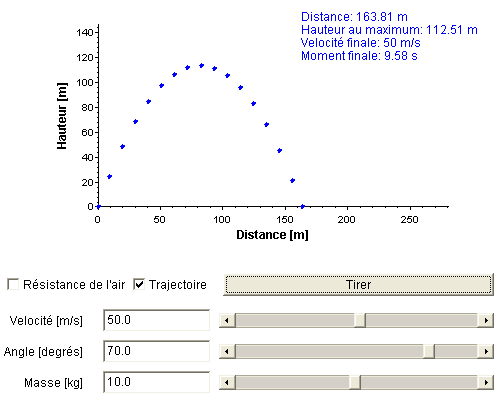 Distance: 163.81 m
Hauteur au maximum: 112.51 m
Velocité finale: 50 m/s
Moment finale: 9.58 s
Hauteur [m]
140
120
100
80
60
40
20
0
0 50 100 150 200 250
Distance [m]
Résistance de l'air Trajectoire Tirer
Velocité [m/s] 50.0
Angle [degrés] 70.0
Masse [kg] 10.0